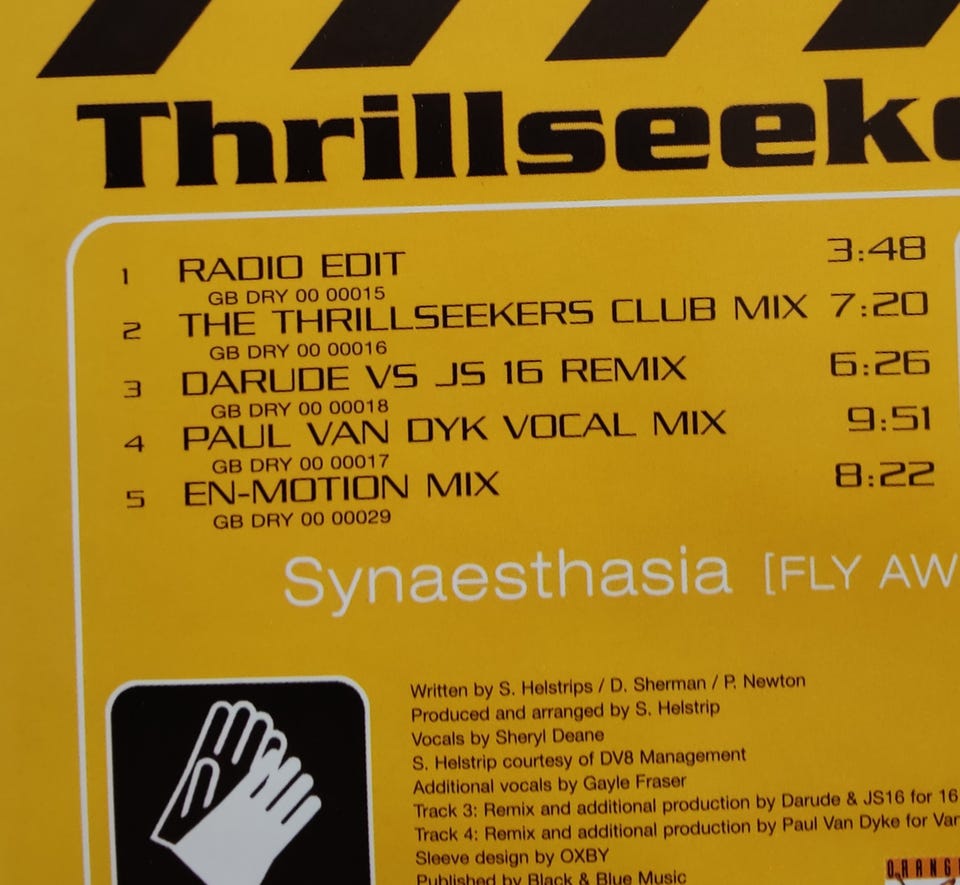 Thrillseeke
1 RADIO EDIT 3:48
GB DRY 00 00015
2 THE THRILLSEEKERS CLUB MIX 7:20
GB DRY 00 00016
3 DARUDE VS JS 16 REMIX 6:26
GB DRY 00 00018
4 PAUL VAN DYK VOCAL MIX 9:51
GB DRY 00 00017
5 EN-MOTION MIX 8:22
GB DRY 00 00029
Synaesthasia [FLY AW
Written by S. Helstrips / D. Sherman / P. Newton
Produced and arranged by S. Helstrip
Vocals by Sheryl Deane
S. Helstrip courtesy of DV8 Management
Additional vocals by Gayle Fraser
Track 3: Remix and additional production by Darude & JS16 for 16
Track 4: Remix and additional production by Paul Van Dyke for Van
Sleeve design by OXBY
Published by Black & Blue Music
ORANG